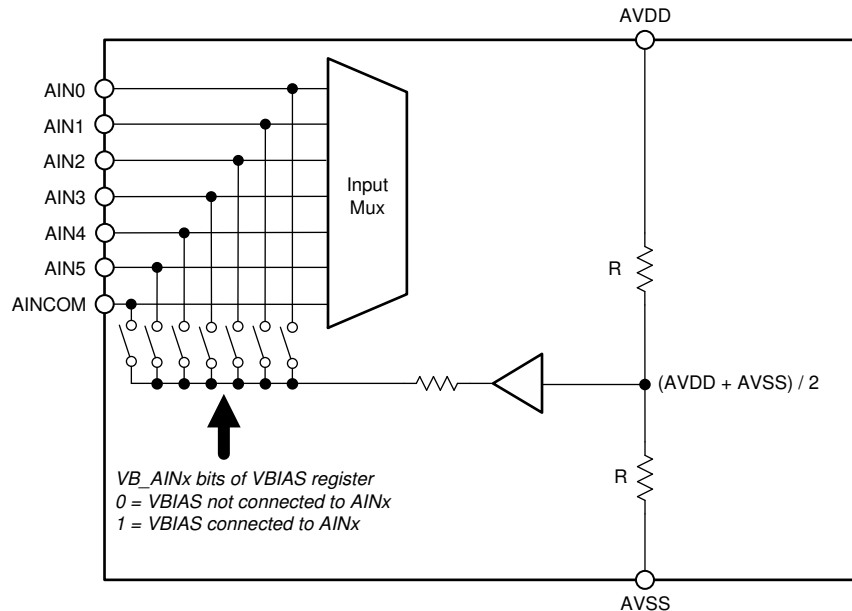 AVDD
AIN0
AIN1
AIN2
AIN3
AIN4
AIN5
AINCOM
Input
Mux
R
(AVDD + AVSS) / 2
R
VB_AINx bits of VBIAS register
0 = VBIAS not connected to AINx
1 = VBIAS connected to AINx
AVSS